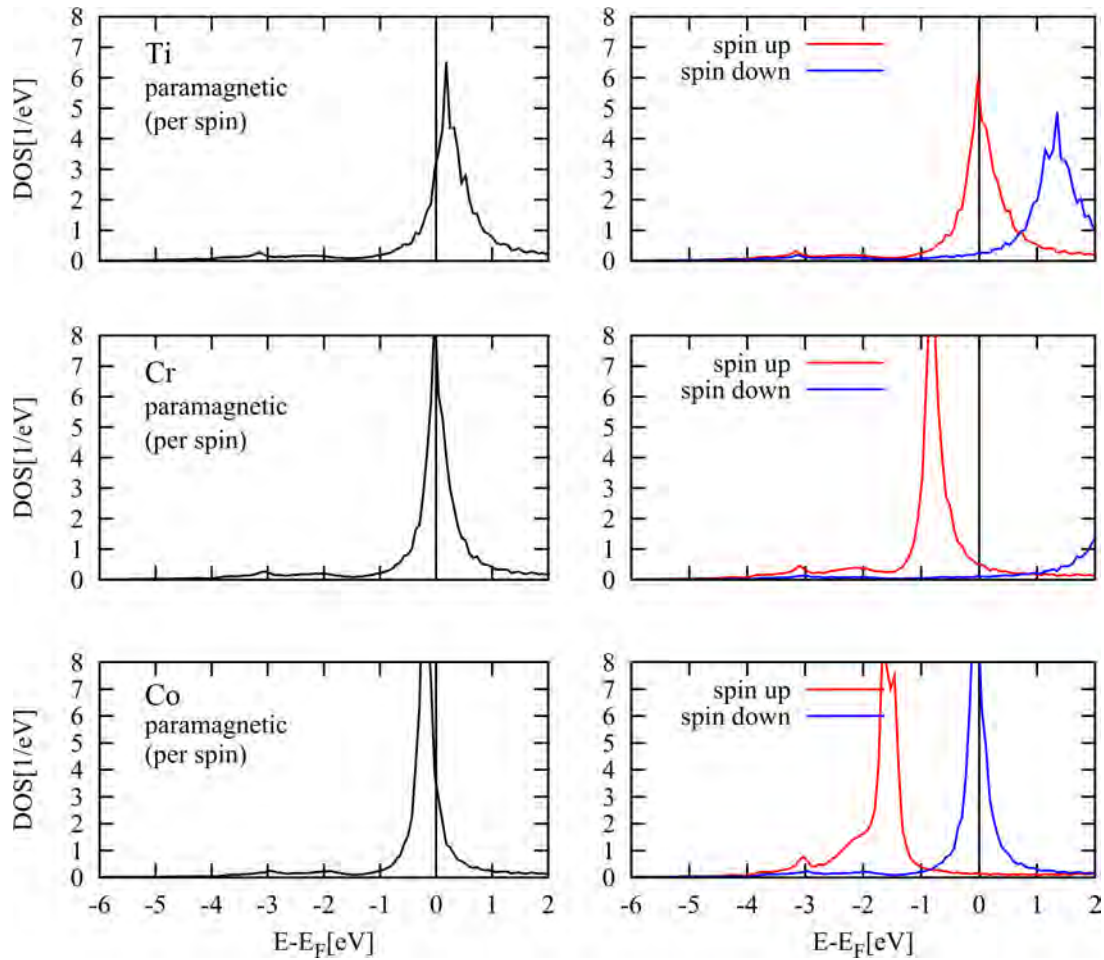 8
7
6
5
4
3
2
1
0
DOS[1/eV]
Ti
paramagnetic
(per spin)
8
7
6
5
4
3
2
1
0
spin up
spin down
8
7
6
5
4
3
2
1
0
DOS[1/eV]
Cr
paramagnetic
(per spin)
8
7
6
5
4
3
2
1
0
spin up
spin down
8
7
6
5
4
3
2
1
0
DOS[1/eV]
Co
paramagnetic
(per spin)
-6 -5 -4 -3 -2 -1 0 1 2
E-E_F[eV]
8
7
6
5
4
3
2
1
0
spin up
spin down
-6 -5 -4 -3 -2 -1 0 1 2
E-E_F[eV]